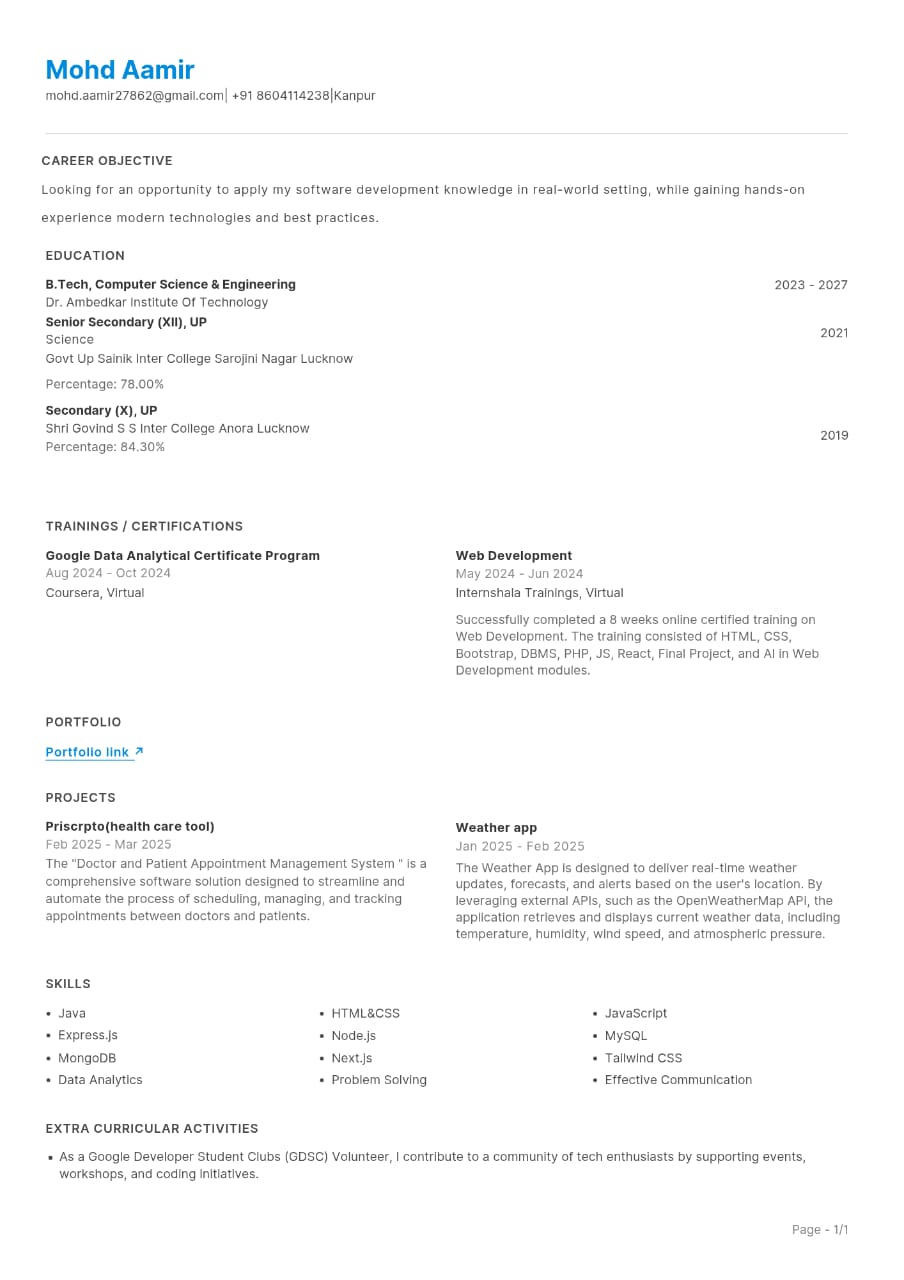 Mohd Aamir
mohd.aamir27862@gmail.com| +91 8604114238|Kanpur
CAREER OBJECTIVE
Looking for an opportunity to apply my software development knowledge in real-world setting, while gaining hands-on
experience modern technologies and best practices.
EDUCATION
B.Tech, Computer Science & Engineering
2023 - 2027
Dr. Ambedkar Institute Of Technology
Senior Secondary (XII), UP
2021
Science
Govt Up Sainik Inter College Sarojini Nagar Lucknow
Percentage: 78.00%
Secondary (X), UP
Shri Govind S S Inter College Anora Lucknow
2019
Percentage: 84.30%
TRAININGS / CERTIFICATIONS
Google Data Analytical Certificate Program
Aug 2024 - Oct 2024
Coursera, Virtual
Web Development
May 2024 - Jun 2024
Internshala Trainings, Virtual
Successfully completed a 8 weeks online certified training on
Web Development. The training consisted of HTML, CSS,
Bootstrap, DBMS, PHP, JS, React, Final Project, and AI in Web
Development modules.
PORTFOLIO
Portfolio link ↗
PROJECTS
Priscrpto(health care tool)
Feb 2025 - Mar 2025
The "Doctor and Patient Appointment Management System " is a
comprehensive software solution designed to streamline and
automate the process of scheduling, managing, and tracking
appointments between doctors and patients.
Weather app
Jan 2025 - Feb 2025
The Weather App is designed to deliver real-time weather
updates, forecasts, and alerts based on the user's location. By
leveraging external APIs, such as the OpenWeatherMap API, the
application retrieves and displays current weather data, including
temperature, humidity, wind speed, and atmospheric pressure.
SKILLS
• Java
• HTML&CSS
• JavaScript
• Express.js
• Node.js
• MySQL
• MongoDB
• Next.js
• Tailwind CSS
• Data Analytics
• Problem Solving
• Effective Communication
EXTRA CURRICULAR ACTIVITIES
• As a Google Developer Student Clubs (GDSC) Volunteer, I contribute to a community of tech enthusiasts by supporting events,
workshops, and coding initiatives.
Page - 1/1